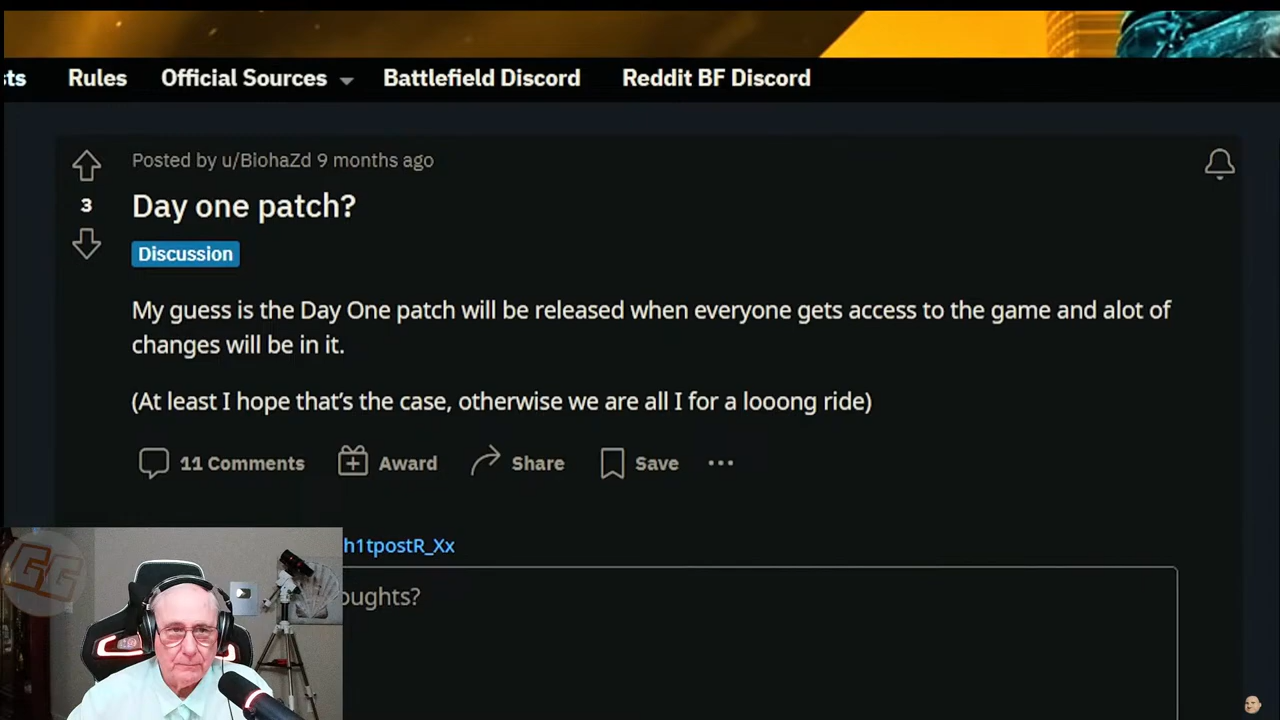 sts Rules Official Sources Battlefield Discord Reddit BF Discord
Posted by u/BiohaZd 9 months ago
3
Day one patch?
Discussion
My guess is the Day One patch will be released when everyone gets access to the game and alot of
changes will be in it.
(At least I hope that's the case, otherwise we are all I for a looong ride)
11 Comments Award Share Save
h1tpostR_Xx
oughts?
GG